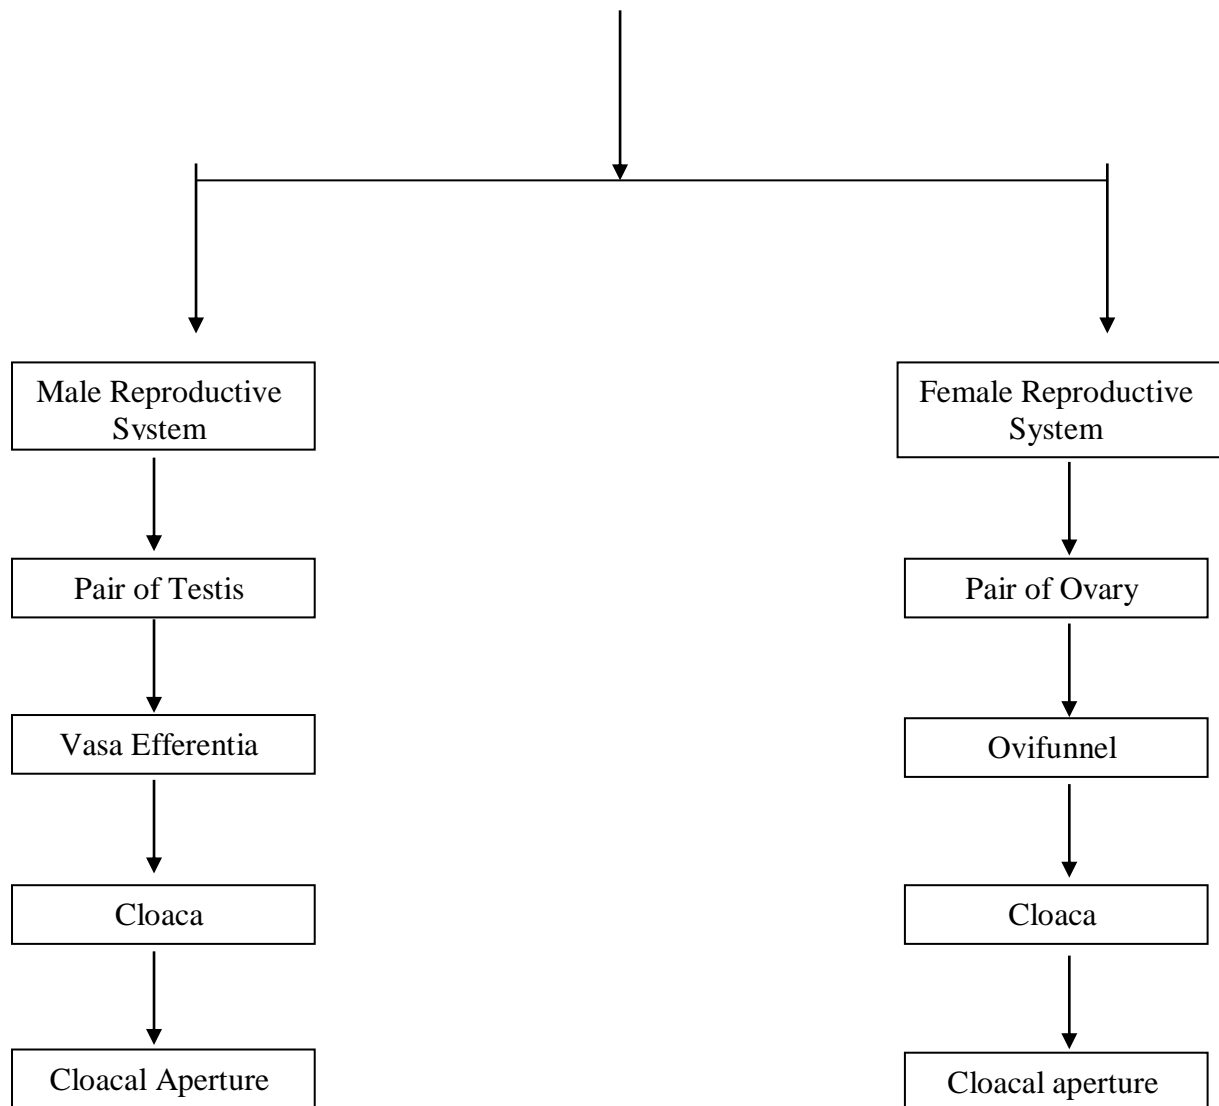 Male Reproductive
System
Female Reproductive
System
Pair of Testis
Pair of Ovary
Vasa Efferentia
Ovifunnel
Cloaca
Cloaca
Cloacal Aperture
Cloacal aperture